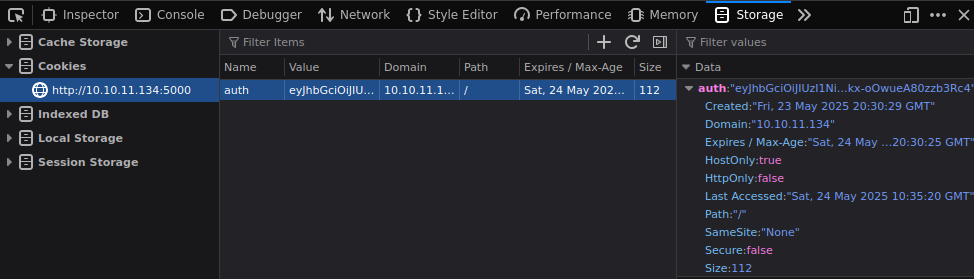 Inspector Console Debugger Network Style Editor Performance Memory Storage
Filter Items
Filter values
Cache Storage
Cookies
http://10.10.11.134:5000
Indexed DB
Local Storage
Session Storage
Name Value Domain Path Expires / Max-Age Size
auth eyJhbGciOiJIU... 10.10.11.1... / Sat, 24 May 202... 112
Data
auth:"eyJhbGciOiJIUzI1Ni...kx-oOwueA80zzb3Rc4"
Created:"Fri, 23 May 2025 20:30:29 GMT"
Domain:"10.10.11.134"
Expires / Max-Age:"Sat, 24 May ...20:30:25 GMT"
HostOnly:true
HttpOnly:false
Last Accessed:"Sat, 24 May 2025 10:35:20 GMT"
Path:"/"
SameSite:"None"
Secure:false
Size:112